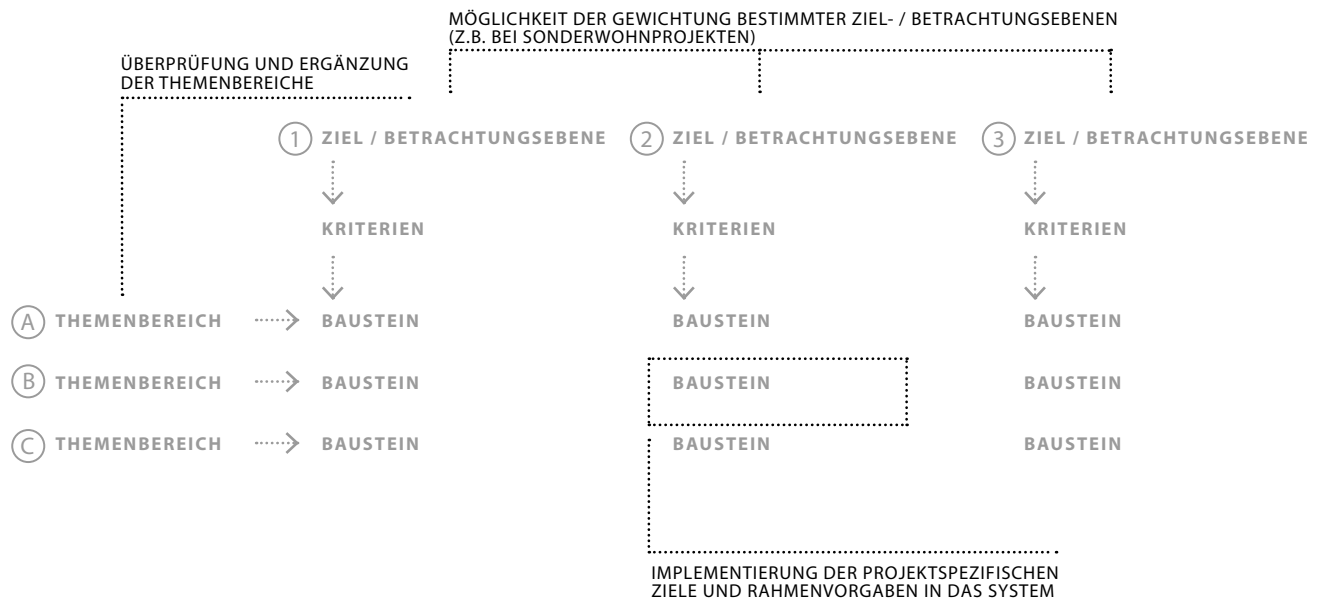 MÖGLICHKEIT DER GEWICHTUNG BESTIMMTER ZIEL- / BETRACHTUNGSEBENEN
(Z.B. BEI SONDERWOHNPROJEKTEN)
ÜBERPRÜFUNG UND ERGÄNZUNG
DER THEMENBEREICHE
1 ZIEL / BETRACHTUNGSEBENE 2 ZIEL / BETRACHTUNGSEBENE 3 ZIEL / BETRACHTUNGSEBENE
KRITERIEN KRITERIEN KRITERIEN
A THEMENBEREICH BAUSTEIN BAUSTEIN BAUSTEIN
B THEMENBEREICH BAUSTEIN BAUSTEIN BAUSTEIN
C THEMENBEREICH BAUSTEIN BAUSTEIN BAUSTEIN
IMPLEMENTIERUNG DER PROJEKTSPEZIFISCHEN
ZIELE UND RAHMENVORGABEN IN DAS SYSTEM